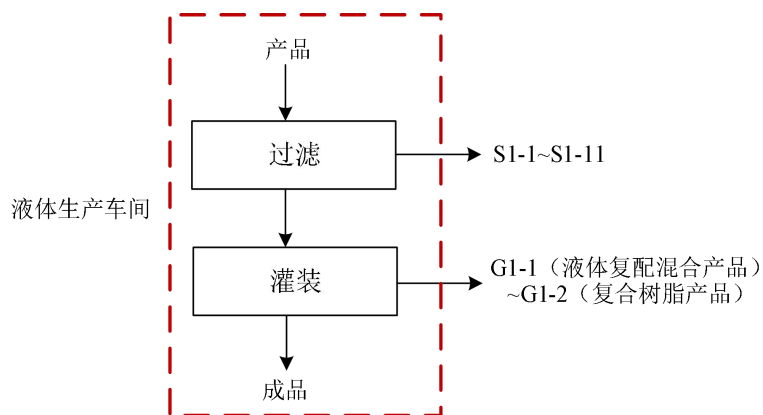 产品
过滤
S1-1~S1-11
液体生产车间
灌装
G1-1（液体复配混合产品）
~G1-2（复合树脂产品）
成品